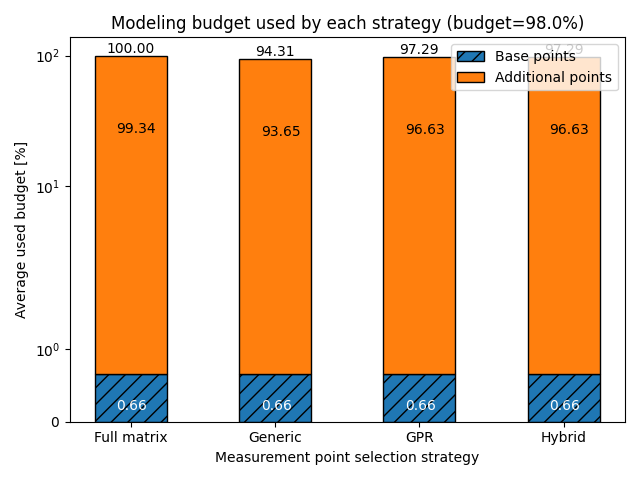 Modeling budget used by each strategy (budget=98.0%)
100.00
94.31
97.29
97.29
Base points
Additional points
99.34
93.65
96.63
96.63
0.66
0.66
0.66
0.66
10²
10¹
10⁰
0
Average used budget [%]
Full matrix
Generic
GPR
Hybrid
Measurement point selection strategy